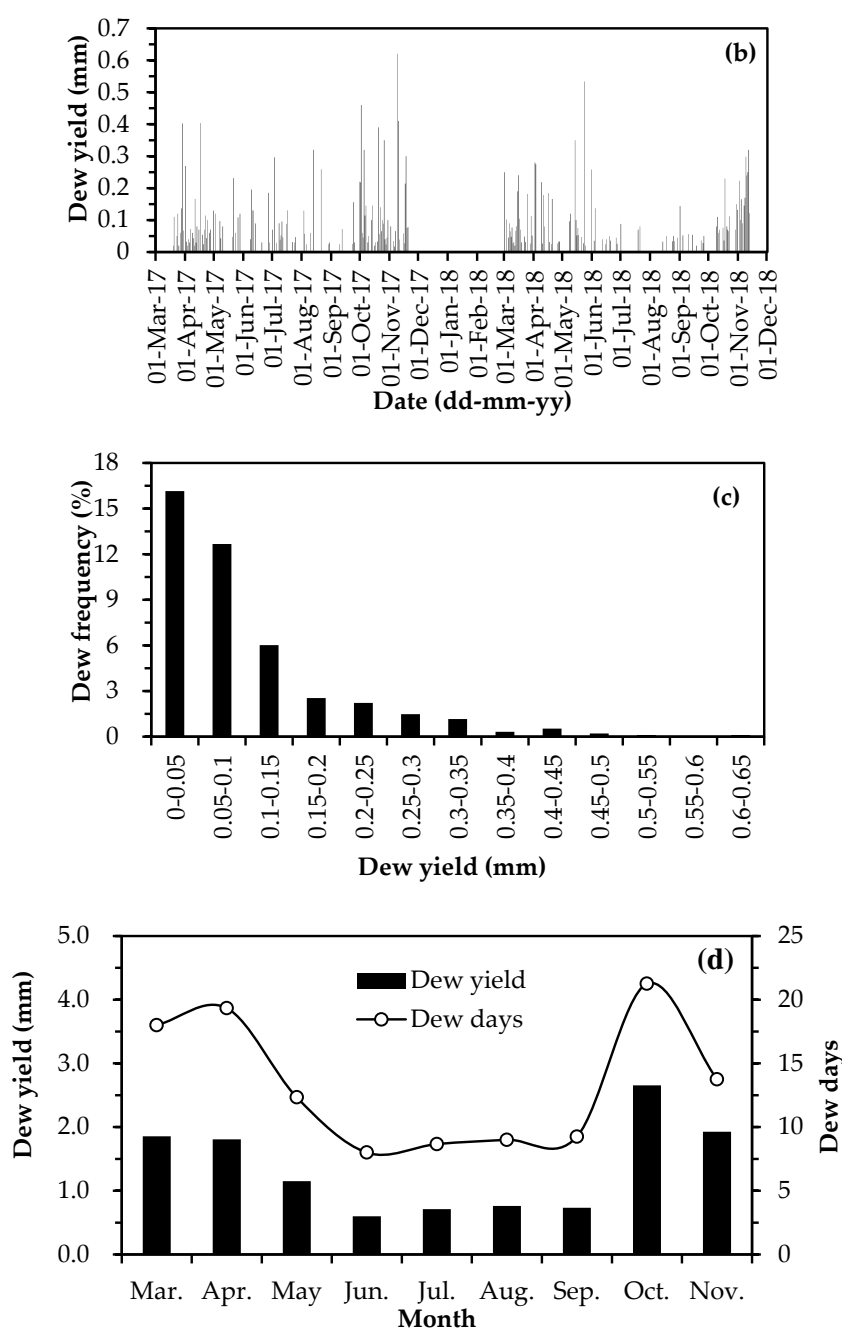 (b)
Dew yield (mm)
0.7
0.6
0.5
0.4
0.3
0.2
0.1
0
01-Mar-17
01-Apr-17
01-May-17
01-Jun-17
01-Jul-17
01-Aug-17
01-Sep-17
01-Oct-17
01-Nov-17
01-Dec-17
01-Jan-18
01-Feb-18
01-Mar-18
01-Apr-18
01-May-18
01-Jun-18
01-Jul-18
01-Aug-18
01-Sep-18
01-Oct-18
01-Nov-18
01-Dec-18
Date (dd-mm-yy)
(c)
Dew frequency (%)
18
15
12
9
6
3
0
0-0.05
0.05-0.1
0.1-0.15
0.15-0.2
0.2-0.25
0.25-0.3
0.3-0.35
0.35-0.4
0.4-0.45
0.45-0.5
0.5-0.55
0.55-0.6
0.6-0.65
Dew yield (mm)
(d)
Dew yield (mm)
5.0
4.0
3.0
2.0
1.0
0.0
Dew yield
Dew days
25
20
15
10
5
0
Dew days
Mar. Apr. May Jun. Jul. Aug. Sep. Oct. Nov.
Month